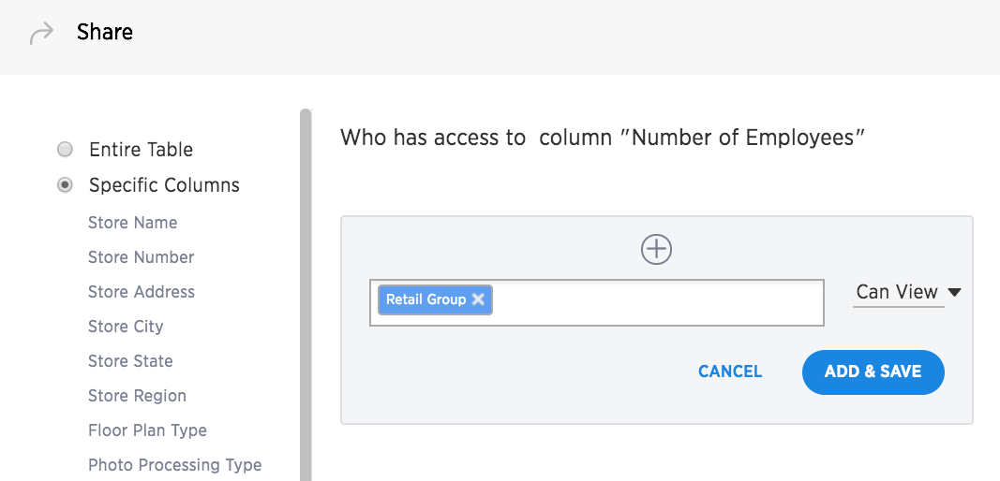 Share
Entire Table
Specific Columns
Store Name
Store Number
Store Address
Store City
Store State
Store Region
Floor Plan Type
Photo Processing Type
Who has access to column "Number of Employees"
Retail Group
Can View
CANCEL
ADD & SAVE